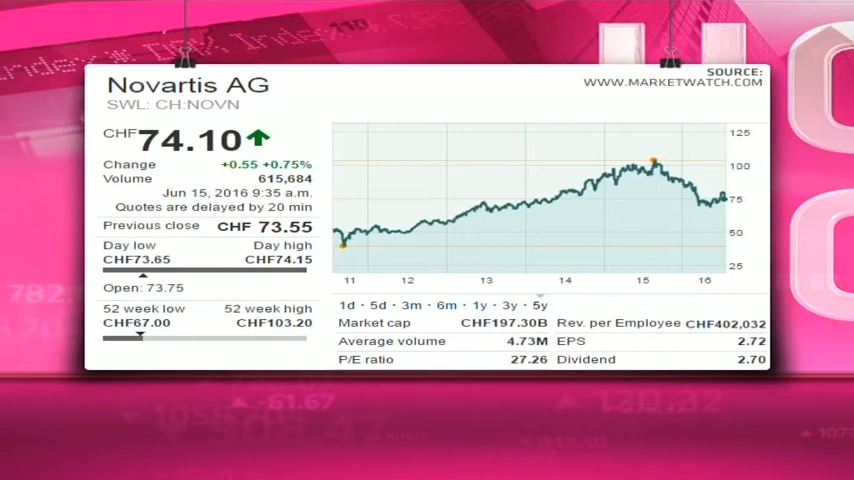 Novartis AG
SWL: CH:NOVN
SOURCE:
WWW.MARKETWATCH.COM
CHF74.10
Change +0.55 +0.75%
Volume 615,684
Jun 15, 2016 9:35 a.m.
Quotes are delayed by 20 min
Previous close CHF 73.55
Day low Day high
CHF73.65 CHF74.15
Open: 73.75
52 week low 52 week high
CHF67.00 CHF103.20
125
100
75
50
25
11 12 13 14 15 16
1d · 5d · 3m · 6m · 1y · 3y · 5y
Market cap CHF197.30B Rev. per Employee CHF402,032
Average volume 4.73M EPS 2.72
P/E ratio 27.26 Dividend 2.70
-61.67